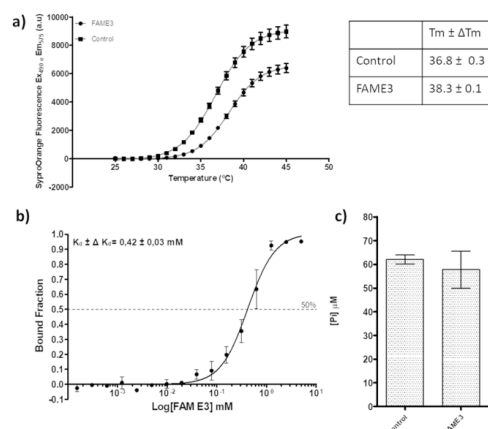 a)
FAME3
Control
SyproOrange Fluorescence Ex490 e Em575 (a.u)
10000
8000
6000
4000
2000
0
-2000
20
25
30
35
40
45
50
Temperature (ºC)
Tm ± ΔTm
Control
36.8 ± 0.3
FAME3
38.3 ± 0.1
b)
Kd ± Δ Kd= 0,42 ± 0,03 mM
Bound Fraction
1.0
0.9
0.8
0.7
0.6
0.5
0.4
0.3
0.2
0.1
-0.0
-0.1
50%
10-3
10-2
10-1
100
101
Log[FAM E3] mM
c)
[Pi] µM
80
70
60
50
40
30
20
10
0
Control
FAME3